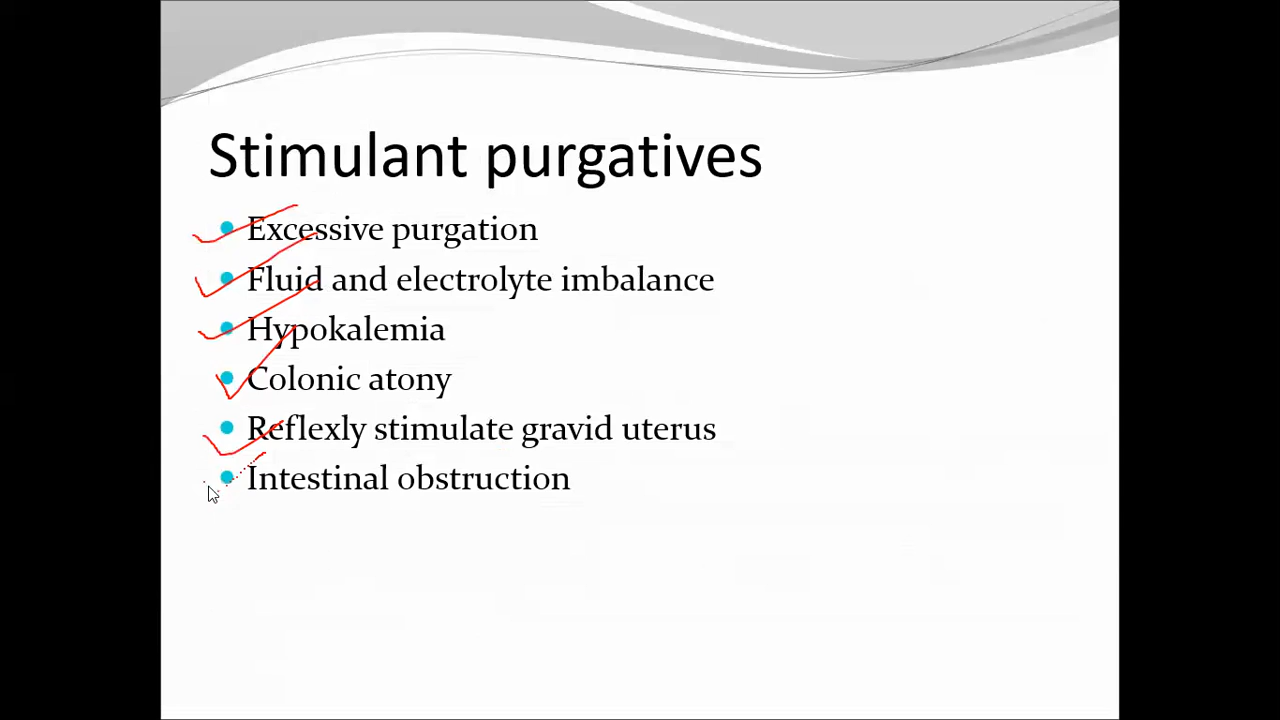 Stimulant purgatives
Excessive purgation
Fluid and electrolyte imbalance
Hypokalemia
Colonic atony
Reflexly stimulate gravid uterus
Intestinal obstruction